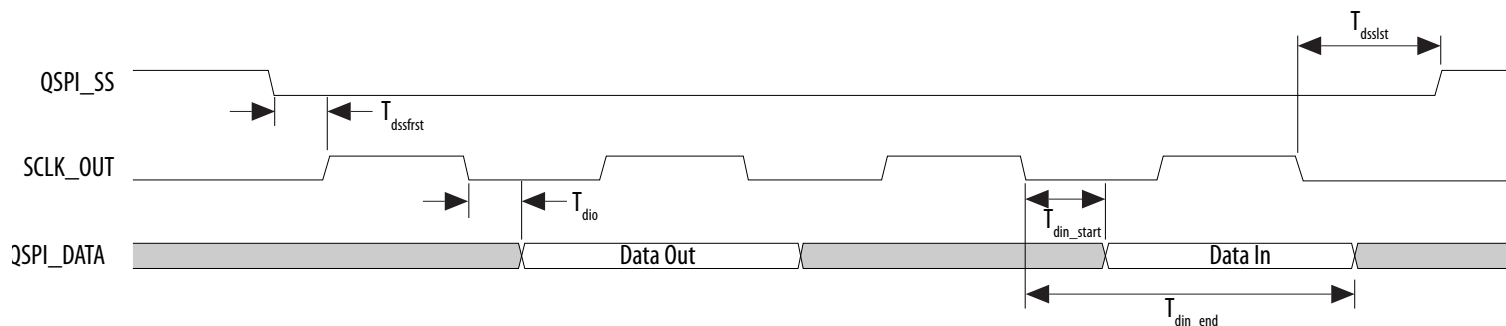 T_dsslst
QSPI_SS
T_dssfrst
SCLK_OUT
T_dio
T_din_start
QSPI_DATA Data Out Data In
T_din_end